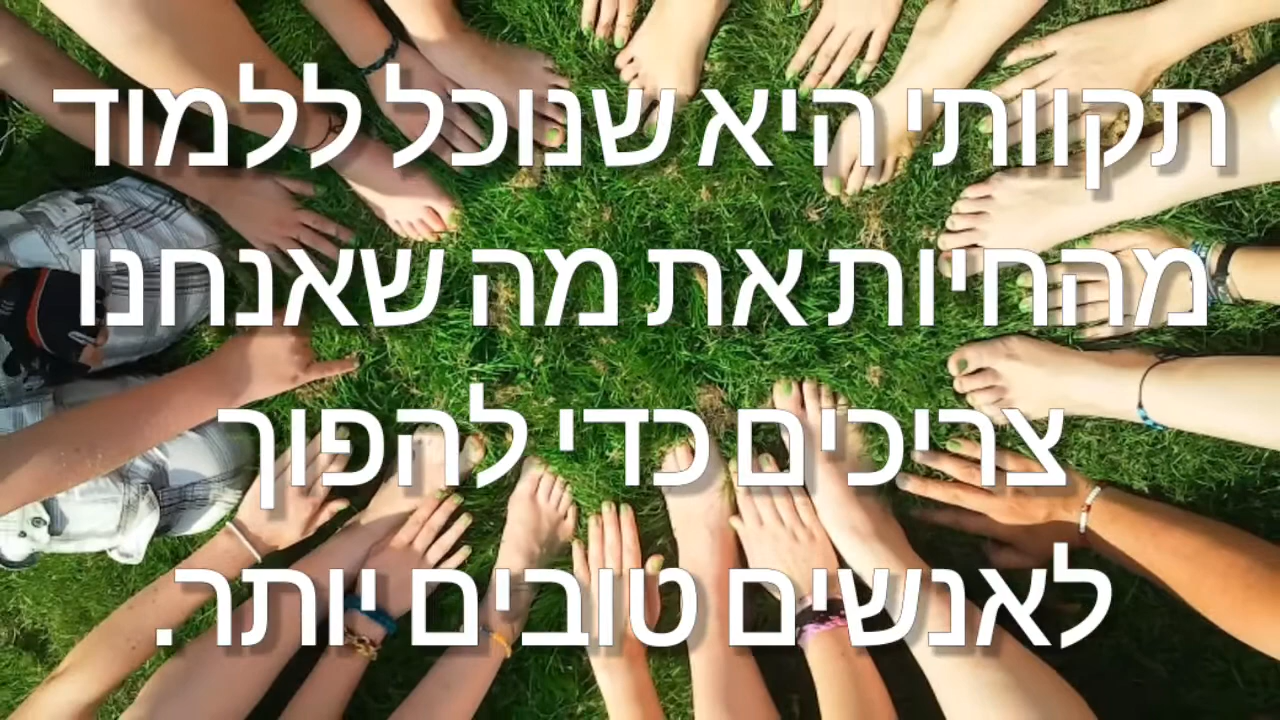 תקוותי היא שנוכל ללמוד
מהחיות את מה שאנחנו
צריכים כדי להפוך
לאנשים טובים יותר.